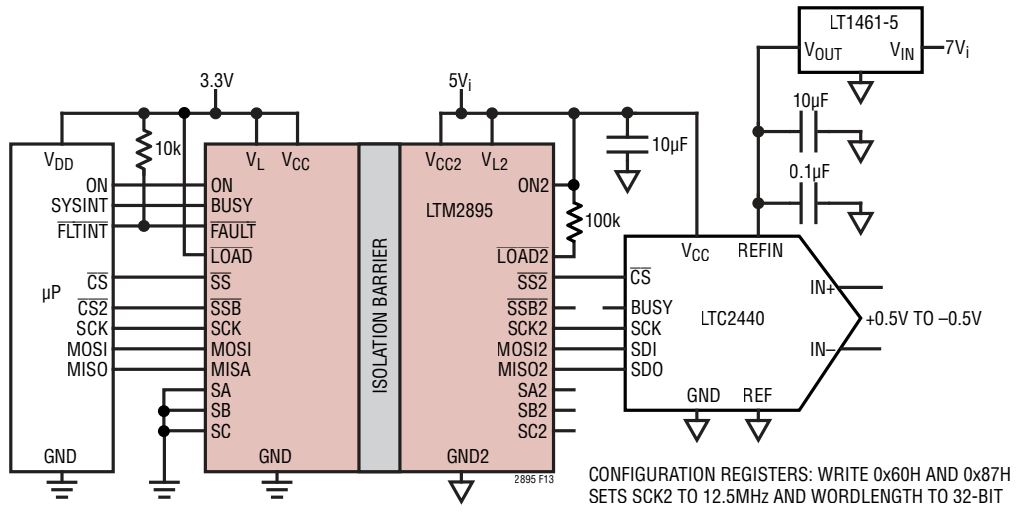 LT1461-5
VOUT
VIN
7Vi
3.3V
5Vi
10µF
10k
10µF
0.1µF
VDD
VL
VCC
VCC2
VL2
ON
ON
ON2
SYSINT
BUSY
LTM2895
100k
FLTINT
FAULT
LOAD
LOAD2
VCC
REFIN
CS
SS
SS2
CS
IN+
µP
CS2
SSB
SSB2
BUSY
LTC2440
+0.5V TO –0.5V
SCK
SCK
SCK2
SCK
MOSI
MOSI
MOSI2
SDI
IN–
MISO
MISA
MISO2
SDO
ISOLATION BARRIER
SA
SA2
SB
SB2
SC
SC2
GND
REF
GND
GND
GND2
2895 F13
CONFIGURATION REGISTERS: WRITE 0x60H AND 0x87H
SETS SCK2 TO 12.5MHz AND WORDLENGTH TO 32-BIT